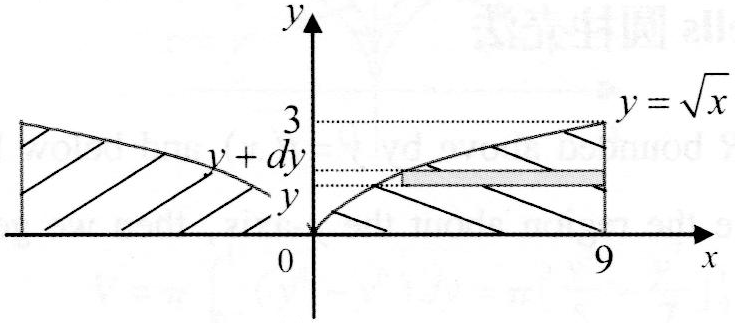 y
y = √x
3
y + dy
y
0
9
x